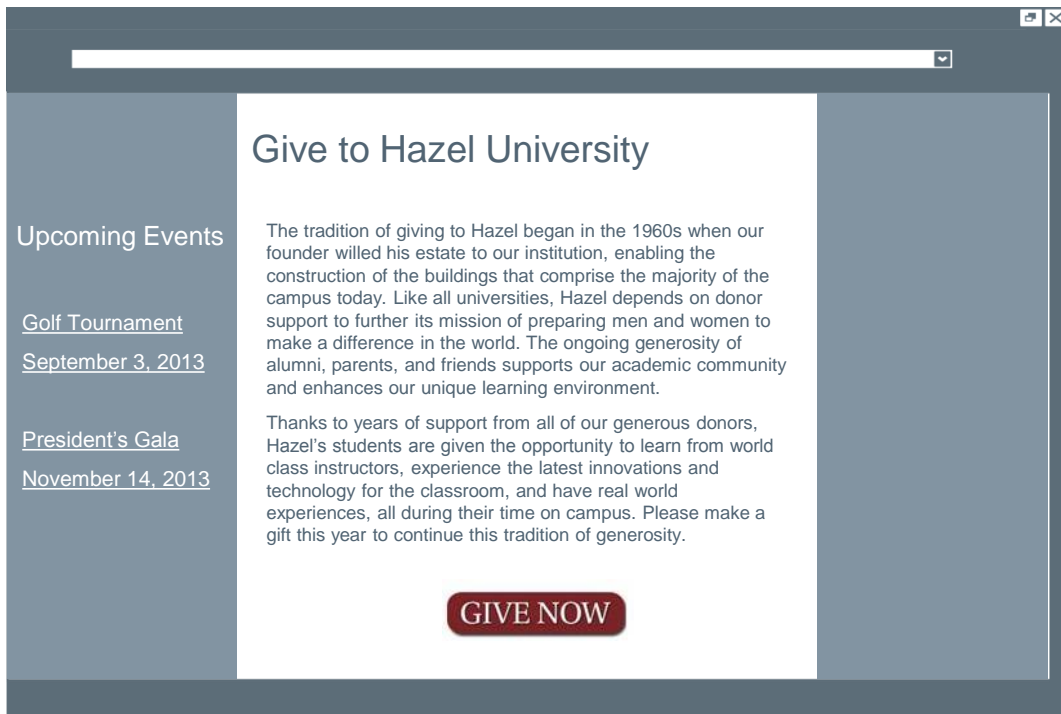 Give to Hazel University
Upcoming Events
Golf Tournament
September 3, 2013
President’s Gala
November 14, 2013
The tradition of giving to Hazel began in the 1960s when our
founder willed his estate to our institution, enabling the
construction of the buildings that comprise the majority of the
campus today. Like all universities, Hazel depends on donor
support to further its mission of preparing men and women to
make a difference in the world. The ongoing generosity of
alumni, parents, and friends supports our academic community
and enhances our unique learning environment.
Thanks to years of support from all of our generous donors,
Hazel’s students are given the opportunity to learn from world
class instructors, experience the latest innovations and
technology for the classroom, and have real world
experiences, all during their time on campus. Please make a
gift this year to continue this tradition of generosity.
GIVE NOW